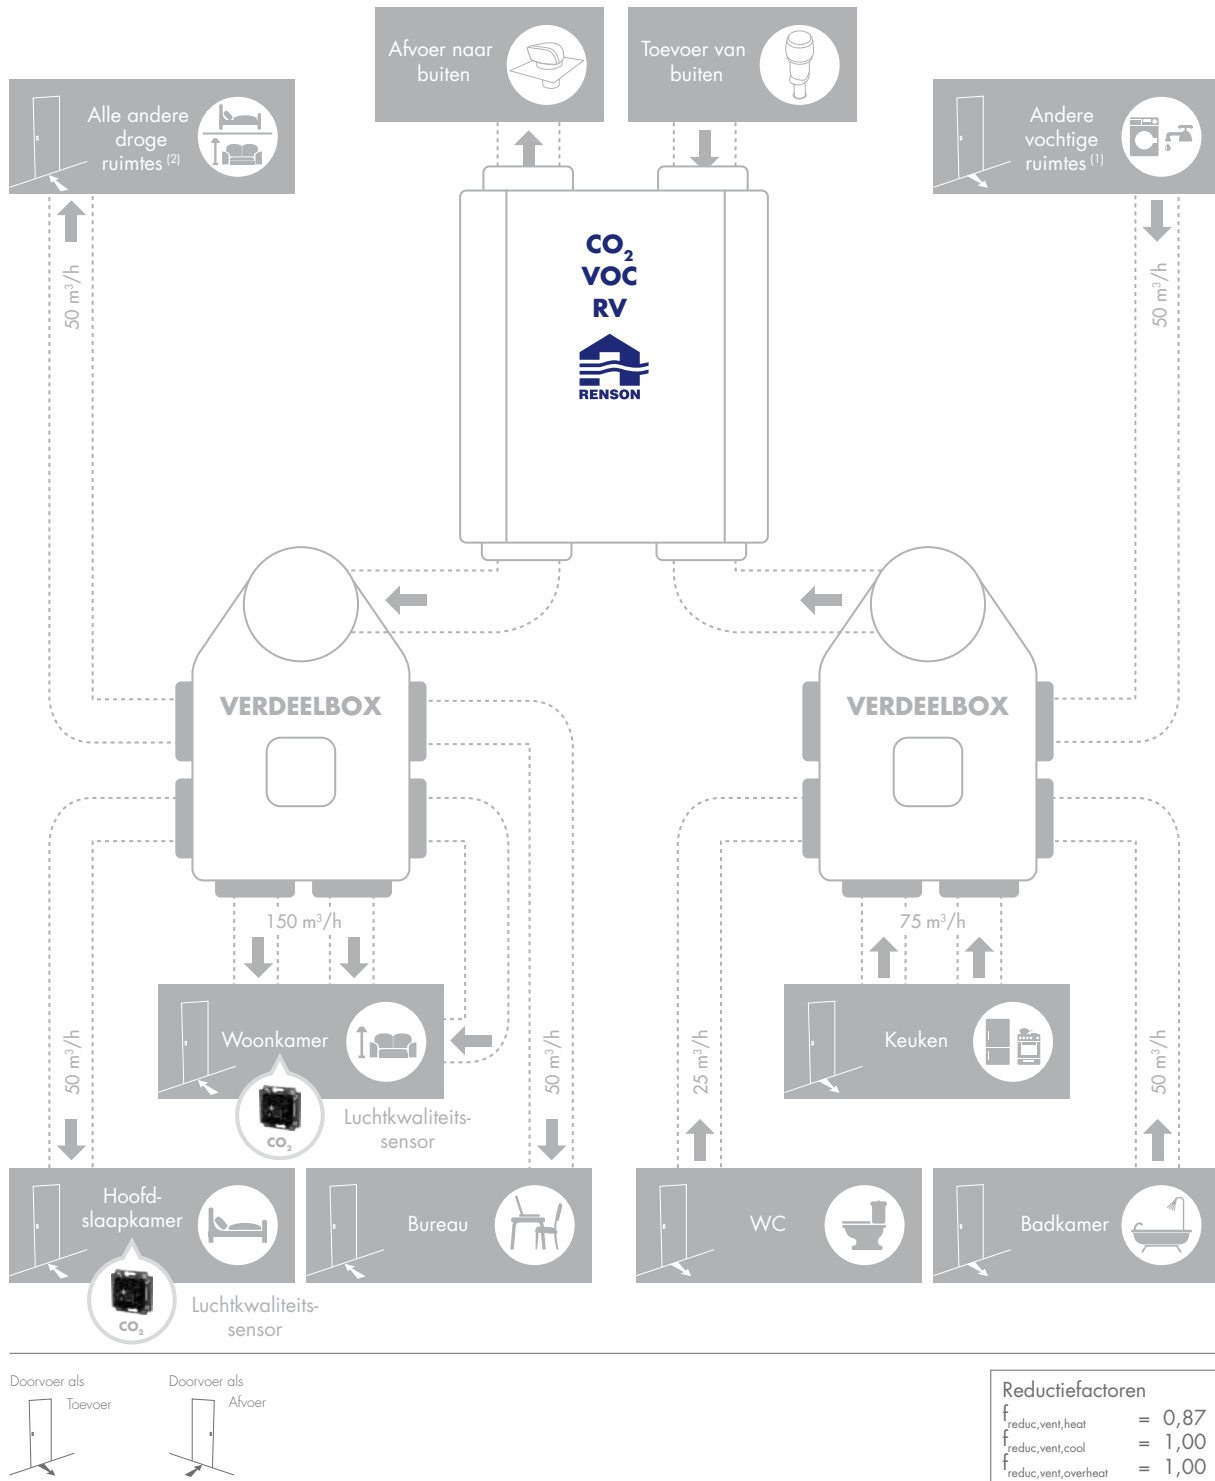 Afvoer naar
buiten
Toevoer van
buiten
Alle andere
droge
ruimtes (2)
Andere
vochtige
ruimtes (1)
CO₂
VOC
RV
RENSON
50 m³/h
50 m³/h
VERDEELBOX
VERDEELBOX
150 m³/h
75 m³/h
Woonkamer
Keuken
50 m³/h
50 m³/h
25 m³/h
50 m³/h
CO₂
Luchtkwaliteits-
sensor
Hoofd-
slaapkamer
Bureau
WC
Badkamer
CO₂
Luchtkwaliteits-
sensor
Doorvoer als
Toevoer
Doorvoer als
Afvoer
Reductiefactoren
f reduc,vent,heat = 0,87
f reduc,vent,cool = 1,00
f reduc,vent,overheat = 1,00